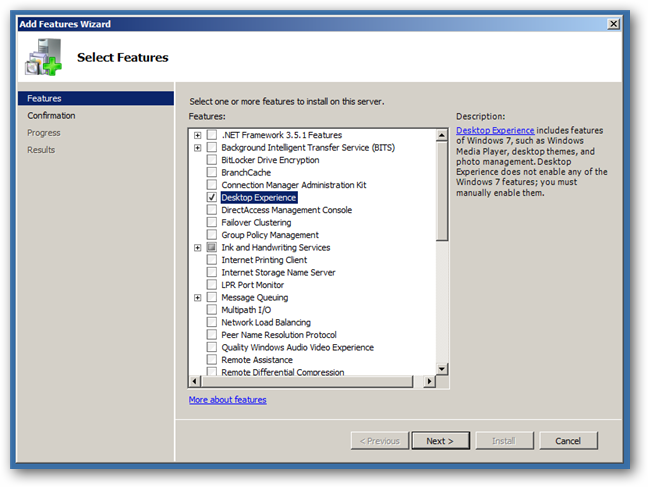 Add Features Wizard
Select Features
Features
Confirmation
Progress
Results
Select one or more features to install on this server.
Features:
.NET Framework 3.5.1 Features
Background Intelligent Transfer Service (BITS)
BitLocker Drive Encryption
BranchCache
Connection Manager Administration Kit
Desktop Experience
DirectAccess Management Console
Failover Clustering
Group Policy Management
Ink and Handwriting Services
Internet Printing Client
Internet Storage Name Server
LPR Port Monitor
Message Queuing
Multipath I/O
Network Load Balancing
Peer Name Resolution Protocol
Quality Windows Audio Video Experience
Remote Assistance
Remote Differential Compression
Description:
Desktop Experience includes features
of Windows 7, such as Windows
Media Player, desktop themes, and
photo management. Desktop
Experience does not enable any of the
Windows 7 features; you must
manually enable them.
More about features
< Previous
Next >
Install
Cancel